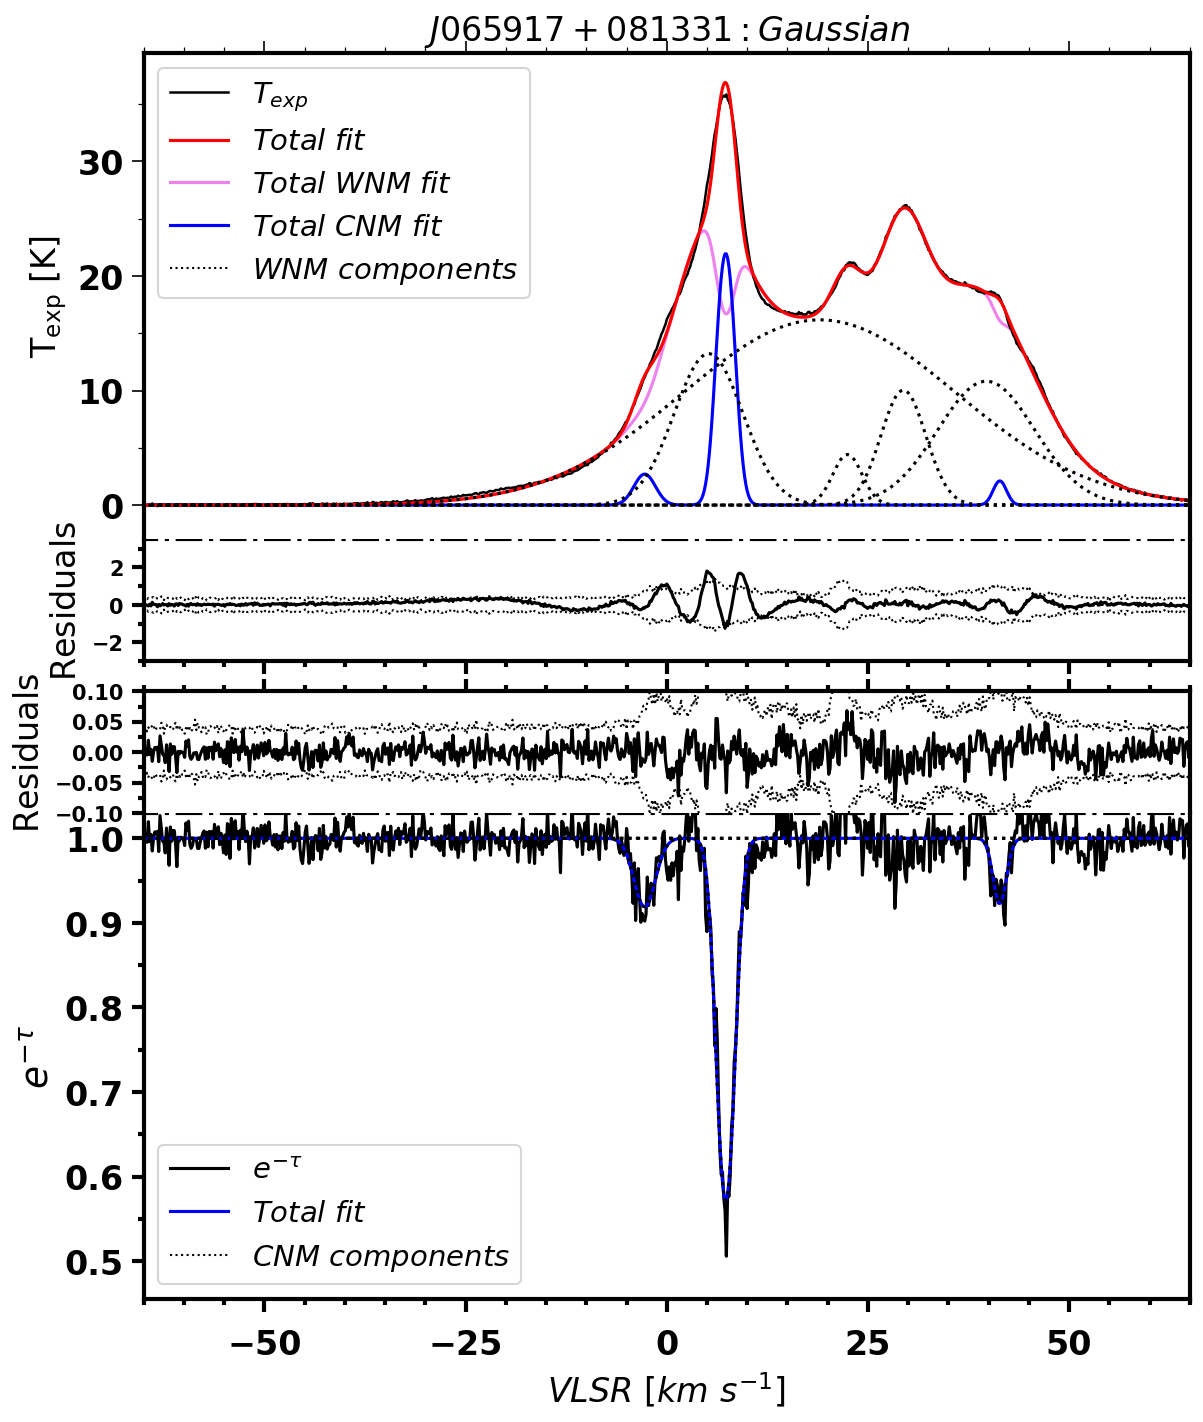 J065917 + 081331 : Gaussian
T_exp
Total fit
Total WNM fit
Total CNM fit
WNM components
T_exp [K]
30
20
10
0
Residuals
2
0
−2
Residuals
0.10
0.05
0.00
−0.05
−0.10
1.0
0.9
0.8
0.7
0.6
0.5
e^−τ
e^−τ
Total fit
CNM components
−50
−25
0
25
50
VLSR [km s^−1]